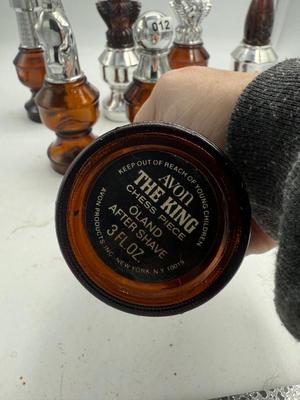 012
KEEP OUT OF REACH OF YOUNG CHILDREN
AVON
THE KING
CHESS PIECE
OLAND
AFTER SHAVE
3 FL OZ
AVON PRODUCTS, INC. NEW YORK, N.Y. 10019